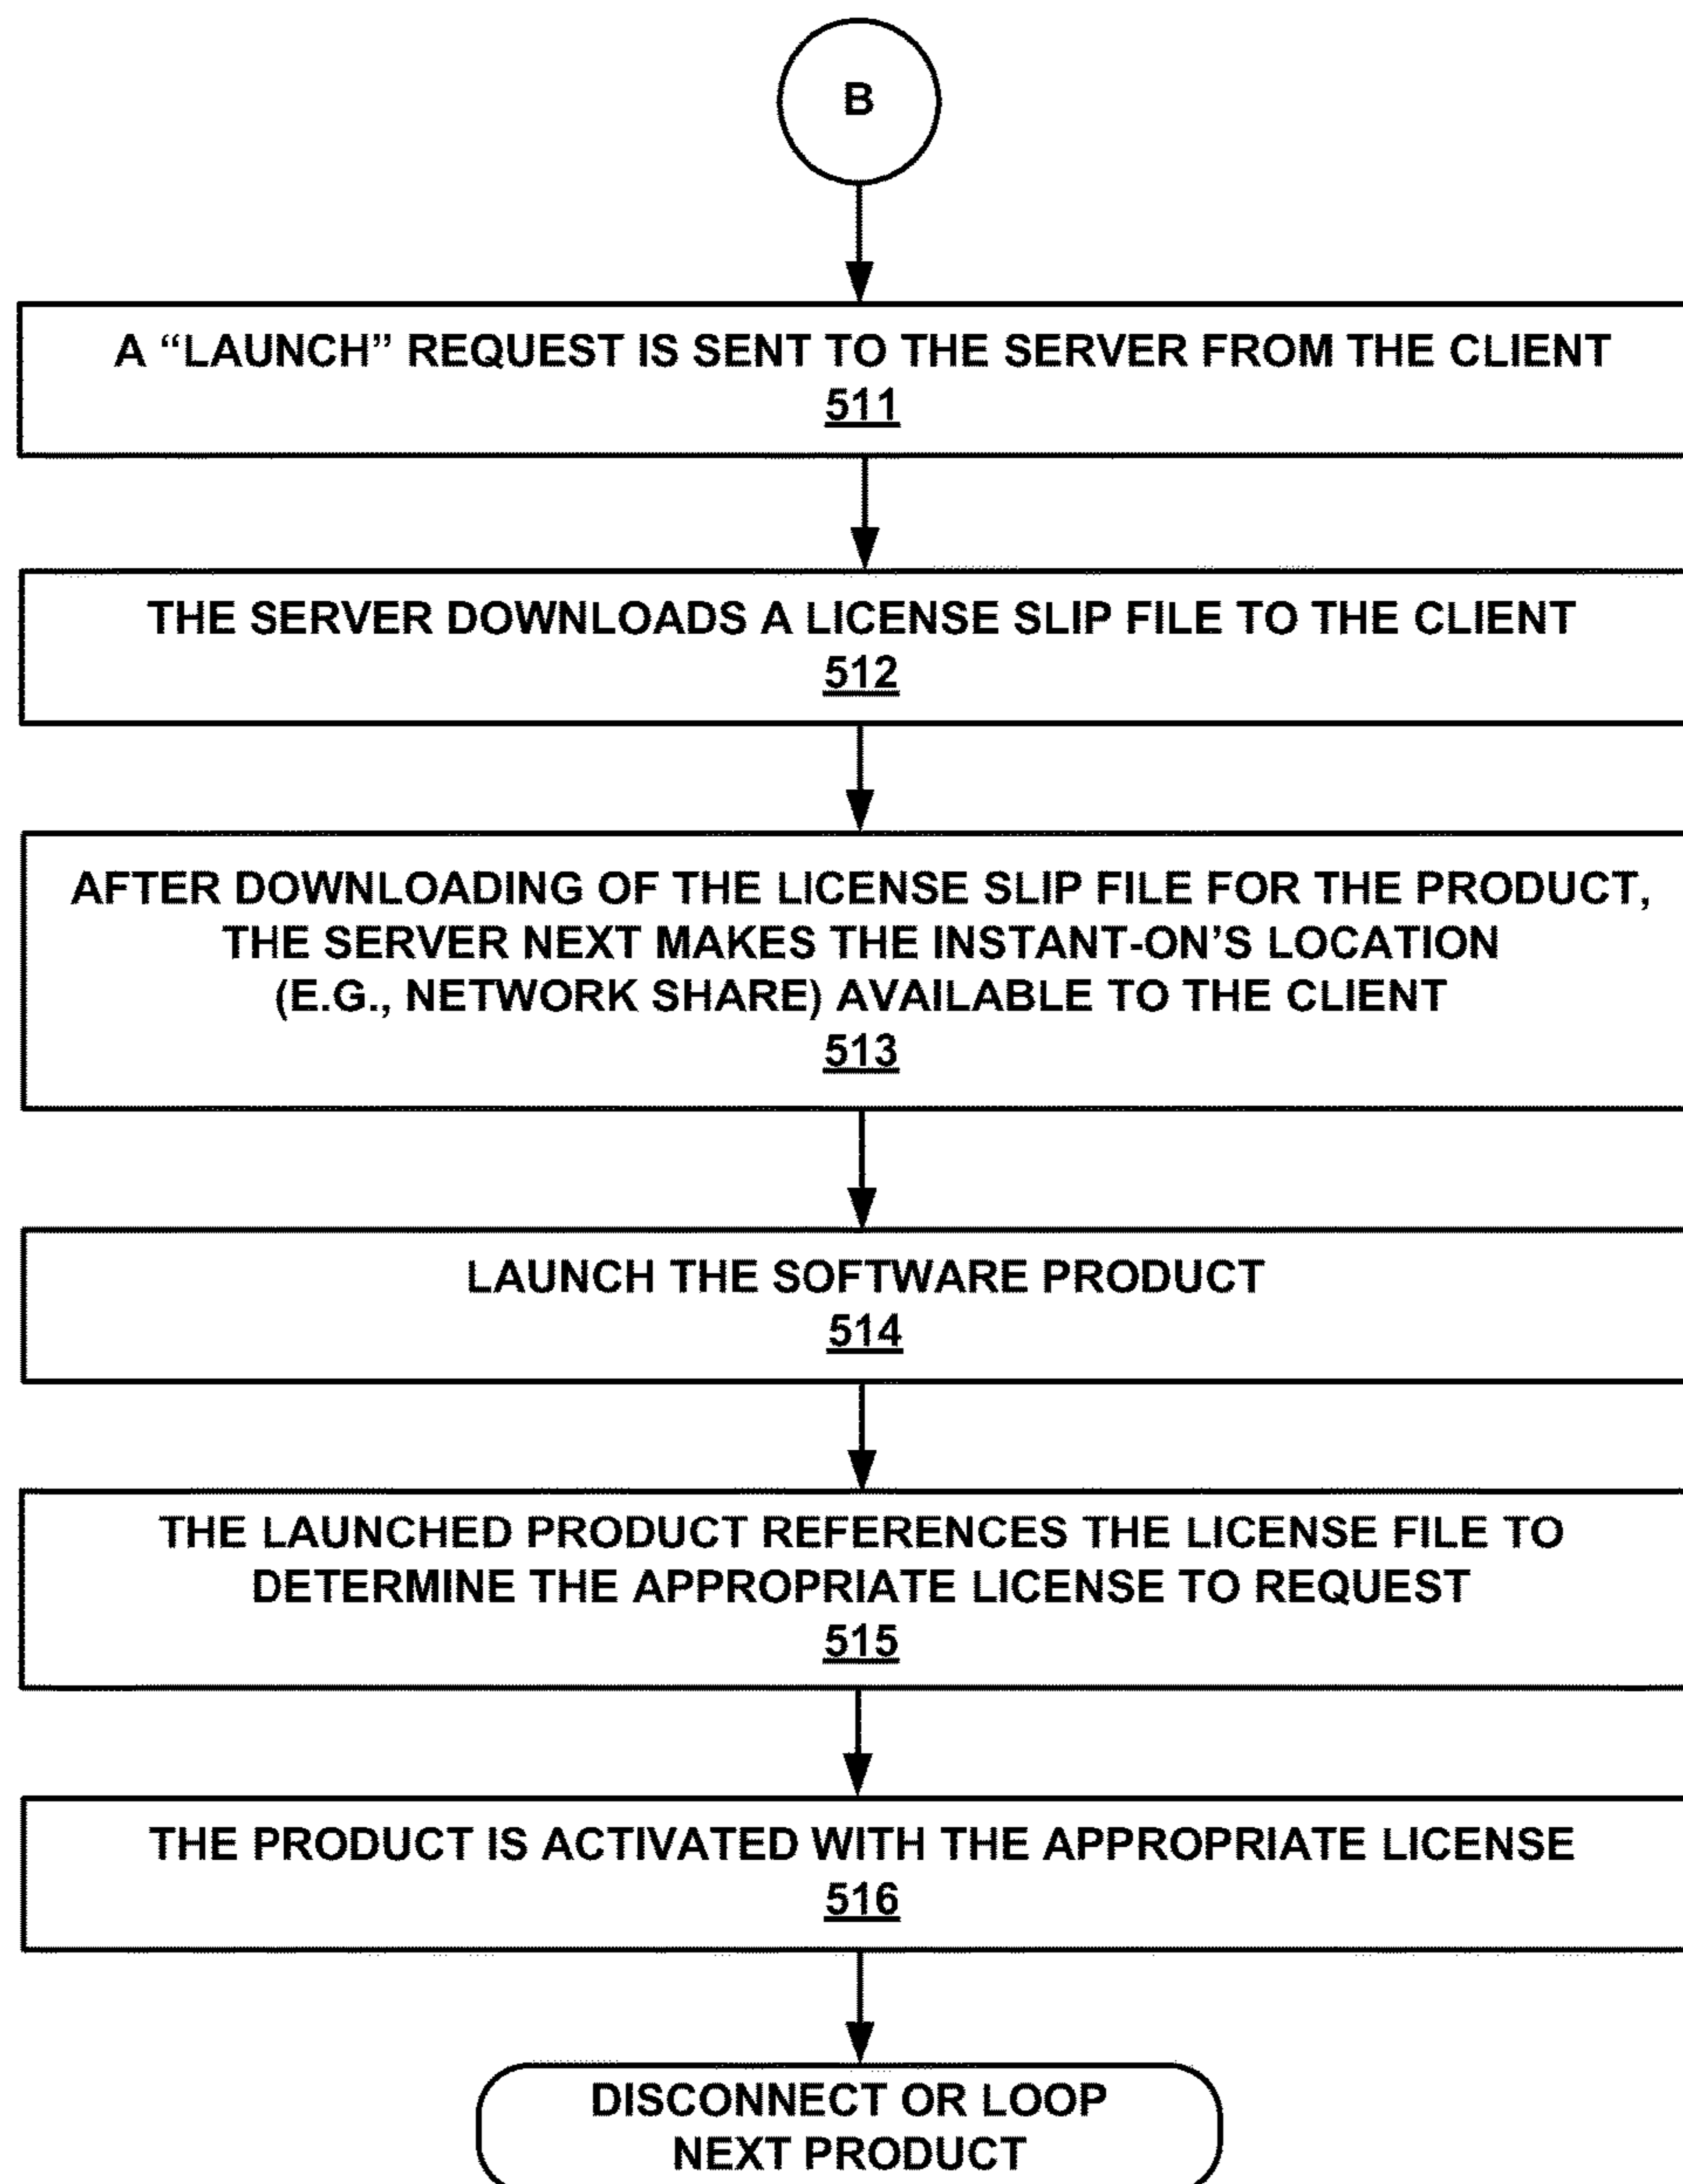 B
A “LAUNCH” REQUEST IS SENT TO THE SERVER FROM THE CLIENT
511
THE SERVER DOWNLOADS A LICENSE SLIP FILE TO THE CLIENT
512
AFTER DOWNLOADING OF THE LICENSE SLIP FILE FOR THE PRODUCT,
THE SERVER NEXT MAKES THE INSTANT-ON’S LOCATION
(E.G., NETWORK SHARE) AVAILABLE TO THE CLIENT
513
LAUNCH THE SOFTWARE PRODUCT
514
THE LAUNCHED PRODUCT REFERENCES THE LICENSE FILE TO
DETERMINE THE APPROPRIATE LICENSE TO REQUEST
515
THE PRODUCT IS ACTIVATED WITH THE APPROPRIATE LICENSE
516
DISCONNECT OR LOOP
NEXT PRODUCT